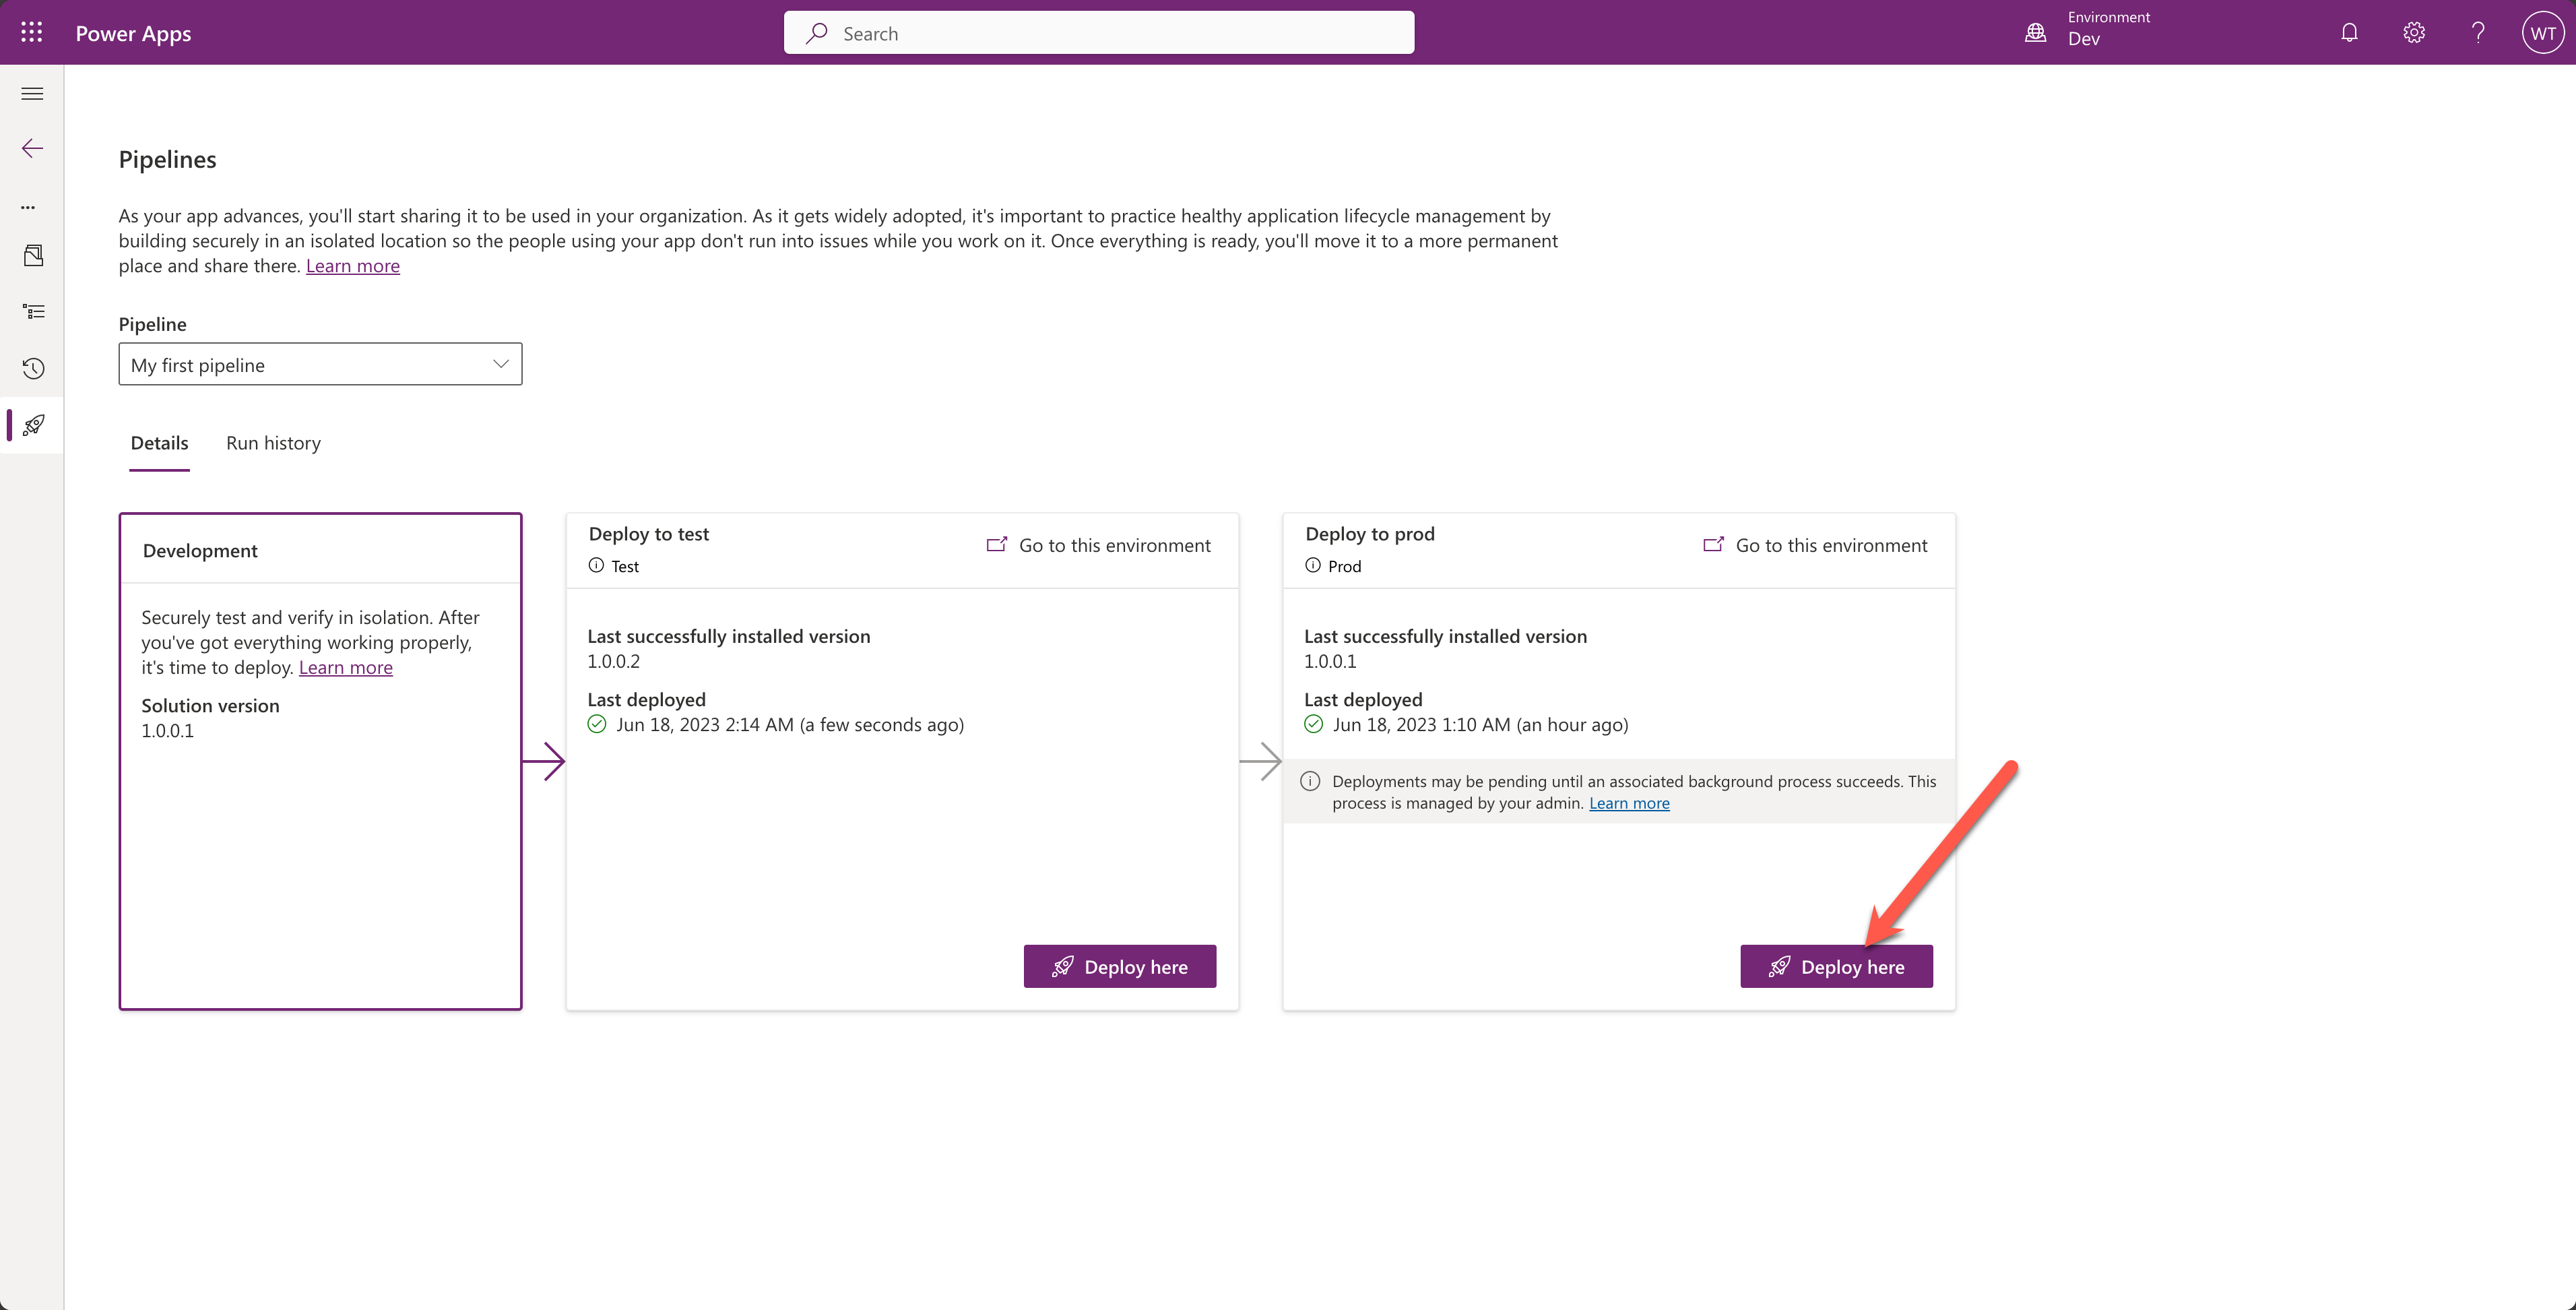 Power Apps
Search
Environment
Dev
WT
Pipelines
As your app advances, you'll start sharing it to be used in your organization. As it gets widely adopted, it's important to practice healthy application lifecycle management by
building securely in an isolated location so the people using your app don't run into issues while you work on it. Once everything is ready, you'll move it to a more permanent
place and share there. Learn more
Pipeline
My first pipeline
Details
Run history
Development
Securely test and verify in isolation. After
you've got everything working properly,
it's time to deploy. Learn more
Solution version
1.0.0.1
Deploy to test
Test
Go to this environment
Last successfully installed version
1.0.0.2
Last deployed
Jun 18, 2023 2:14 AM (a few seconds ago)
Deploy here
Deploy to prod
Prod
Go to this environment
Last successfully installed version
1.0.0.1
Last deployed
Jun 18, 2023 1:10 AM (an hour ago)
Deployments may be pending until an associated background process succeeds. This
process is managed by your admin. Learn more
Deploy here